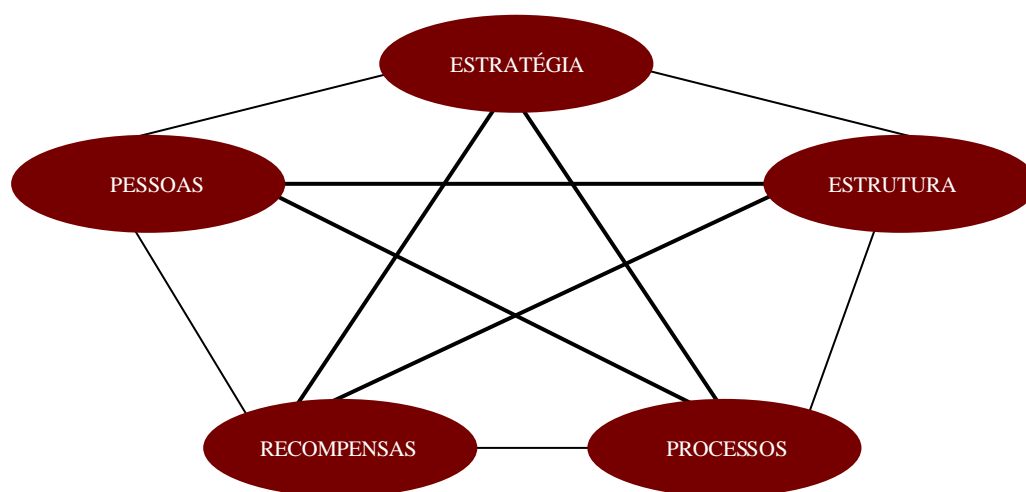 ESTRATÉGIA
PESSOAS
ESTRUTURA
RECOMPENSAS
PROCESSOS